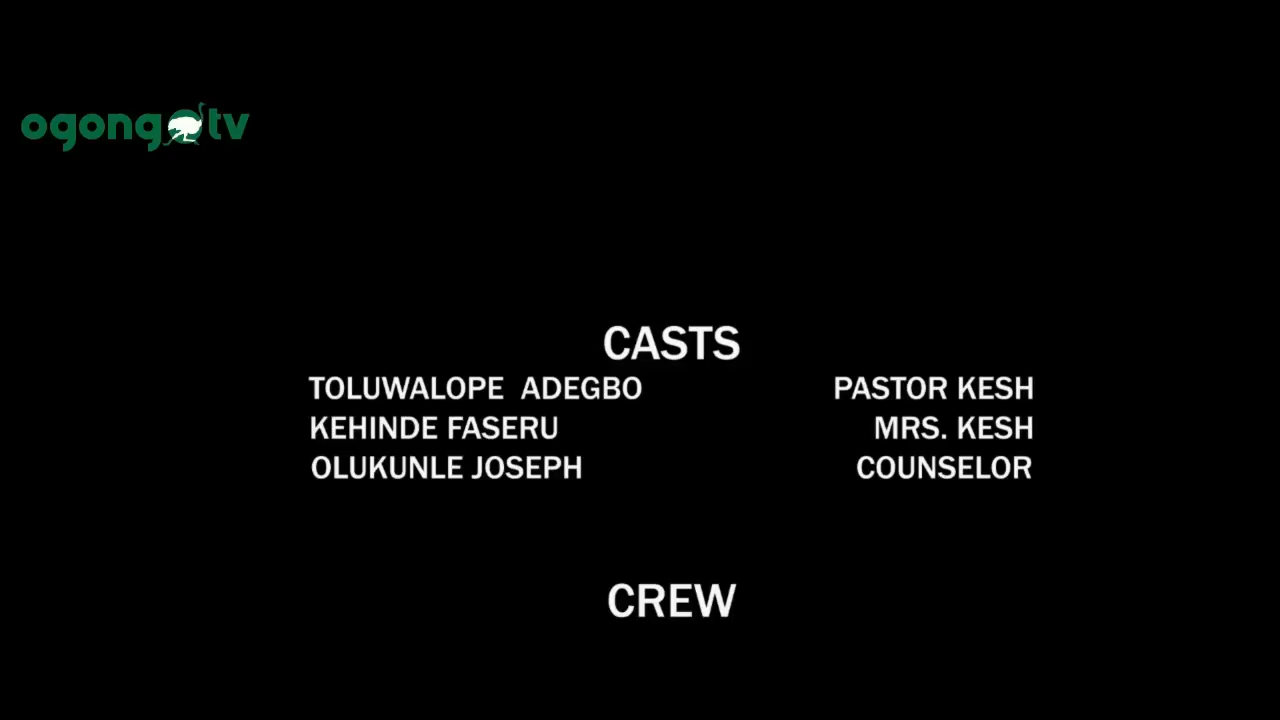 ogongotv
CASTS
TOLUWALOPE ADEGBO PASTOR KESH
KEHINDE FASERU MRS. KESH
OLUKUNLE JOSEPH COUNSELOR
CREW